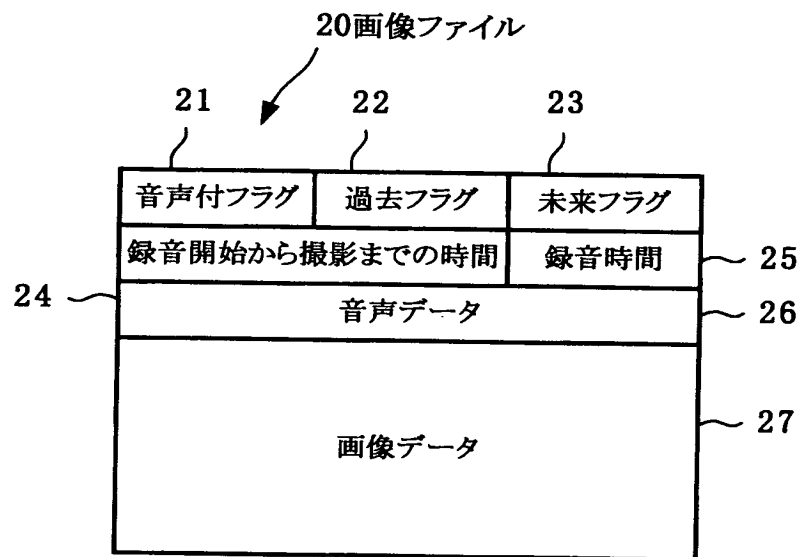 20画像ファイル
21 22 23
音声付フラグ 過去フラグ 未来フラグ
録音開始から撮影までの時間 録音時間 25
24
音声データ 26
画像データ 27